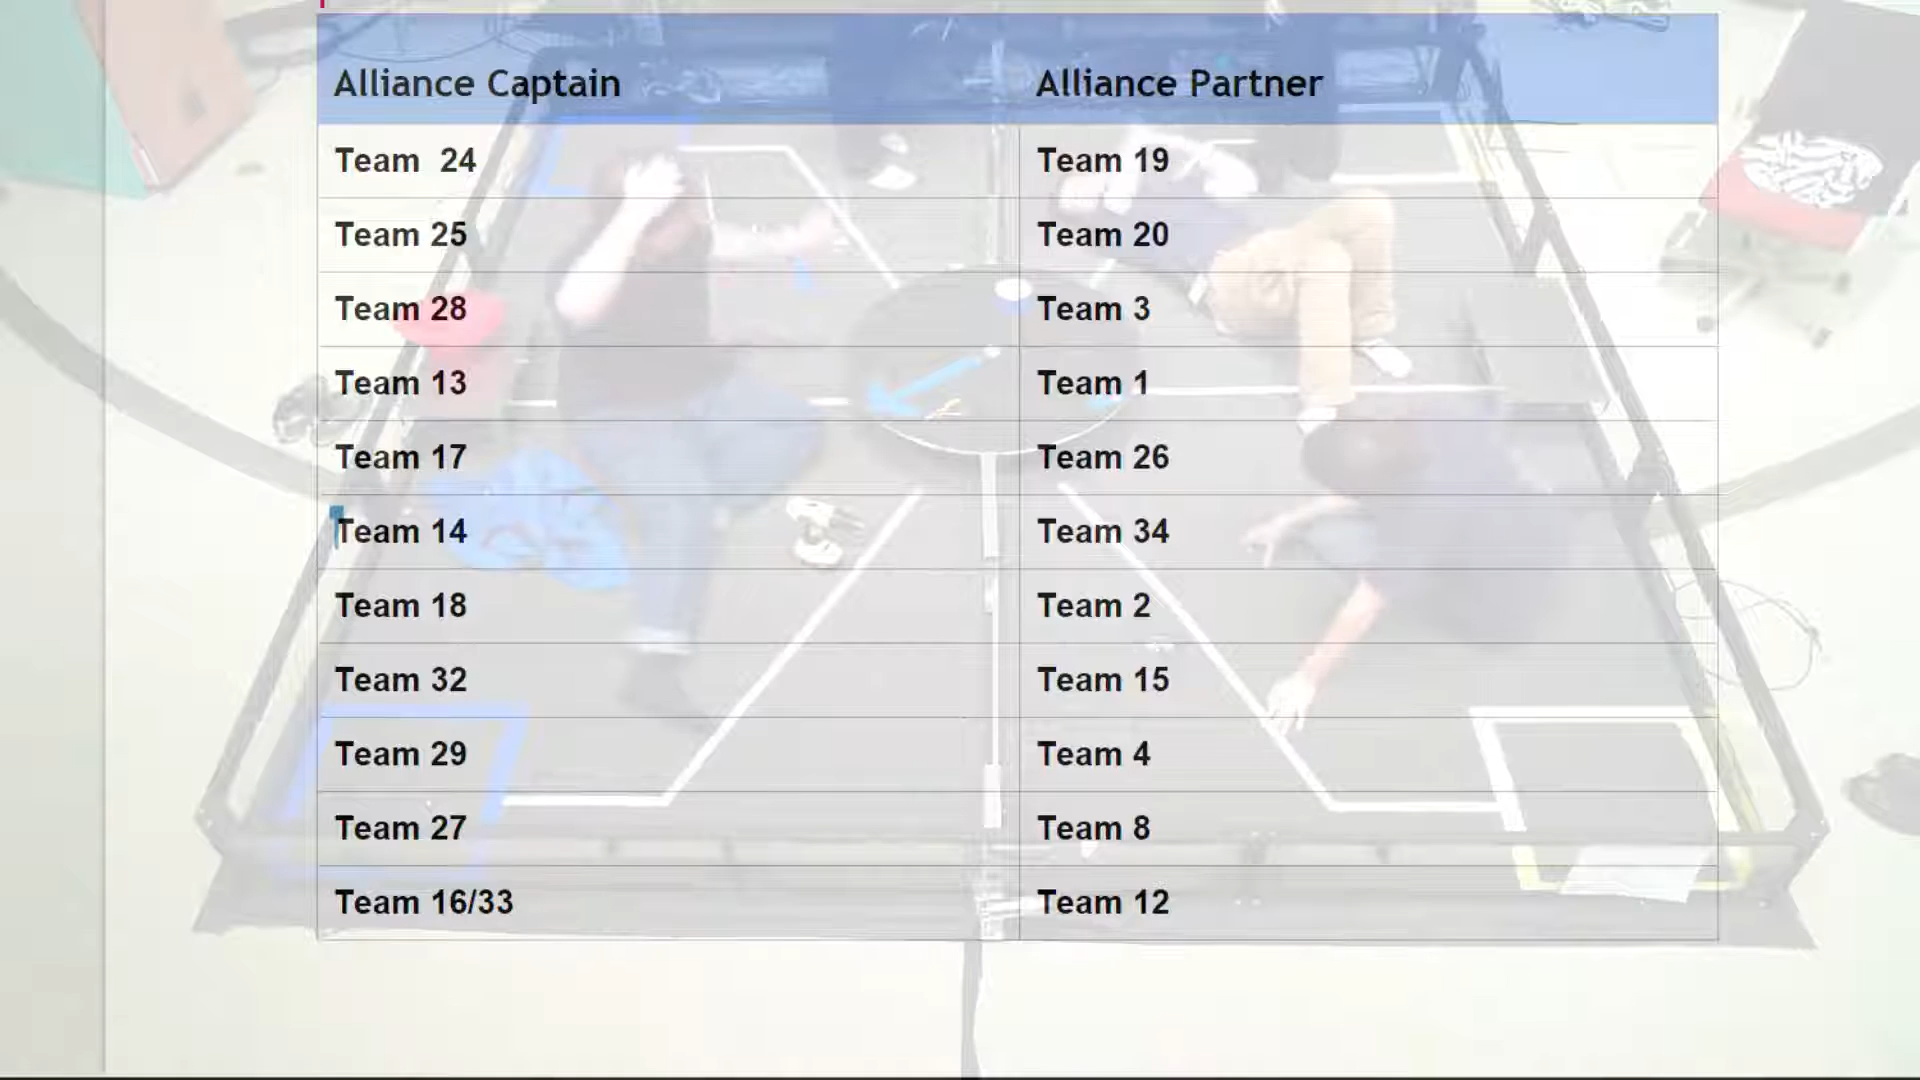 Alliance Captain Alliance Partner
Team 24 Team 19
Team 25 Team 20
Team 28 Team 3
Team 13 Team 1
Team 17 Team 26
Team 14 Team 34
Team 18 Team 2
Team 32 Team 15
Team 29 Team 4
Team 27 Team 8
Team 16/33 Team 12